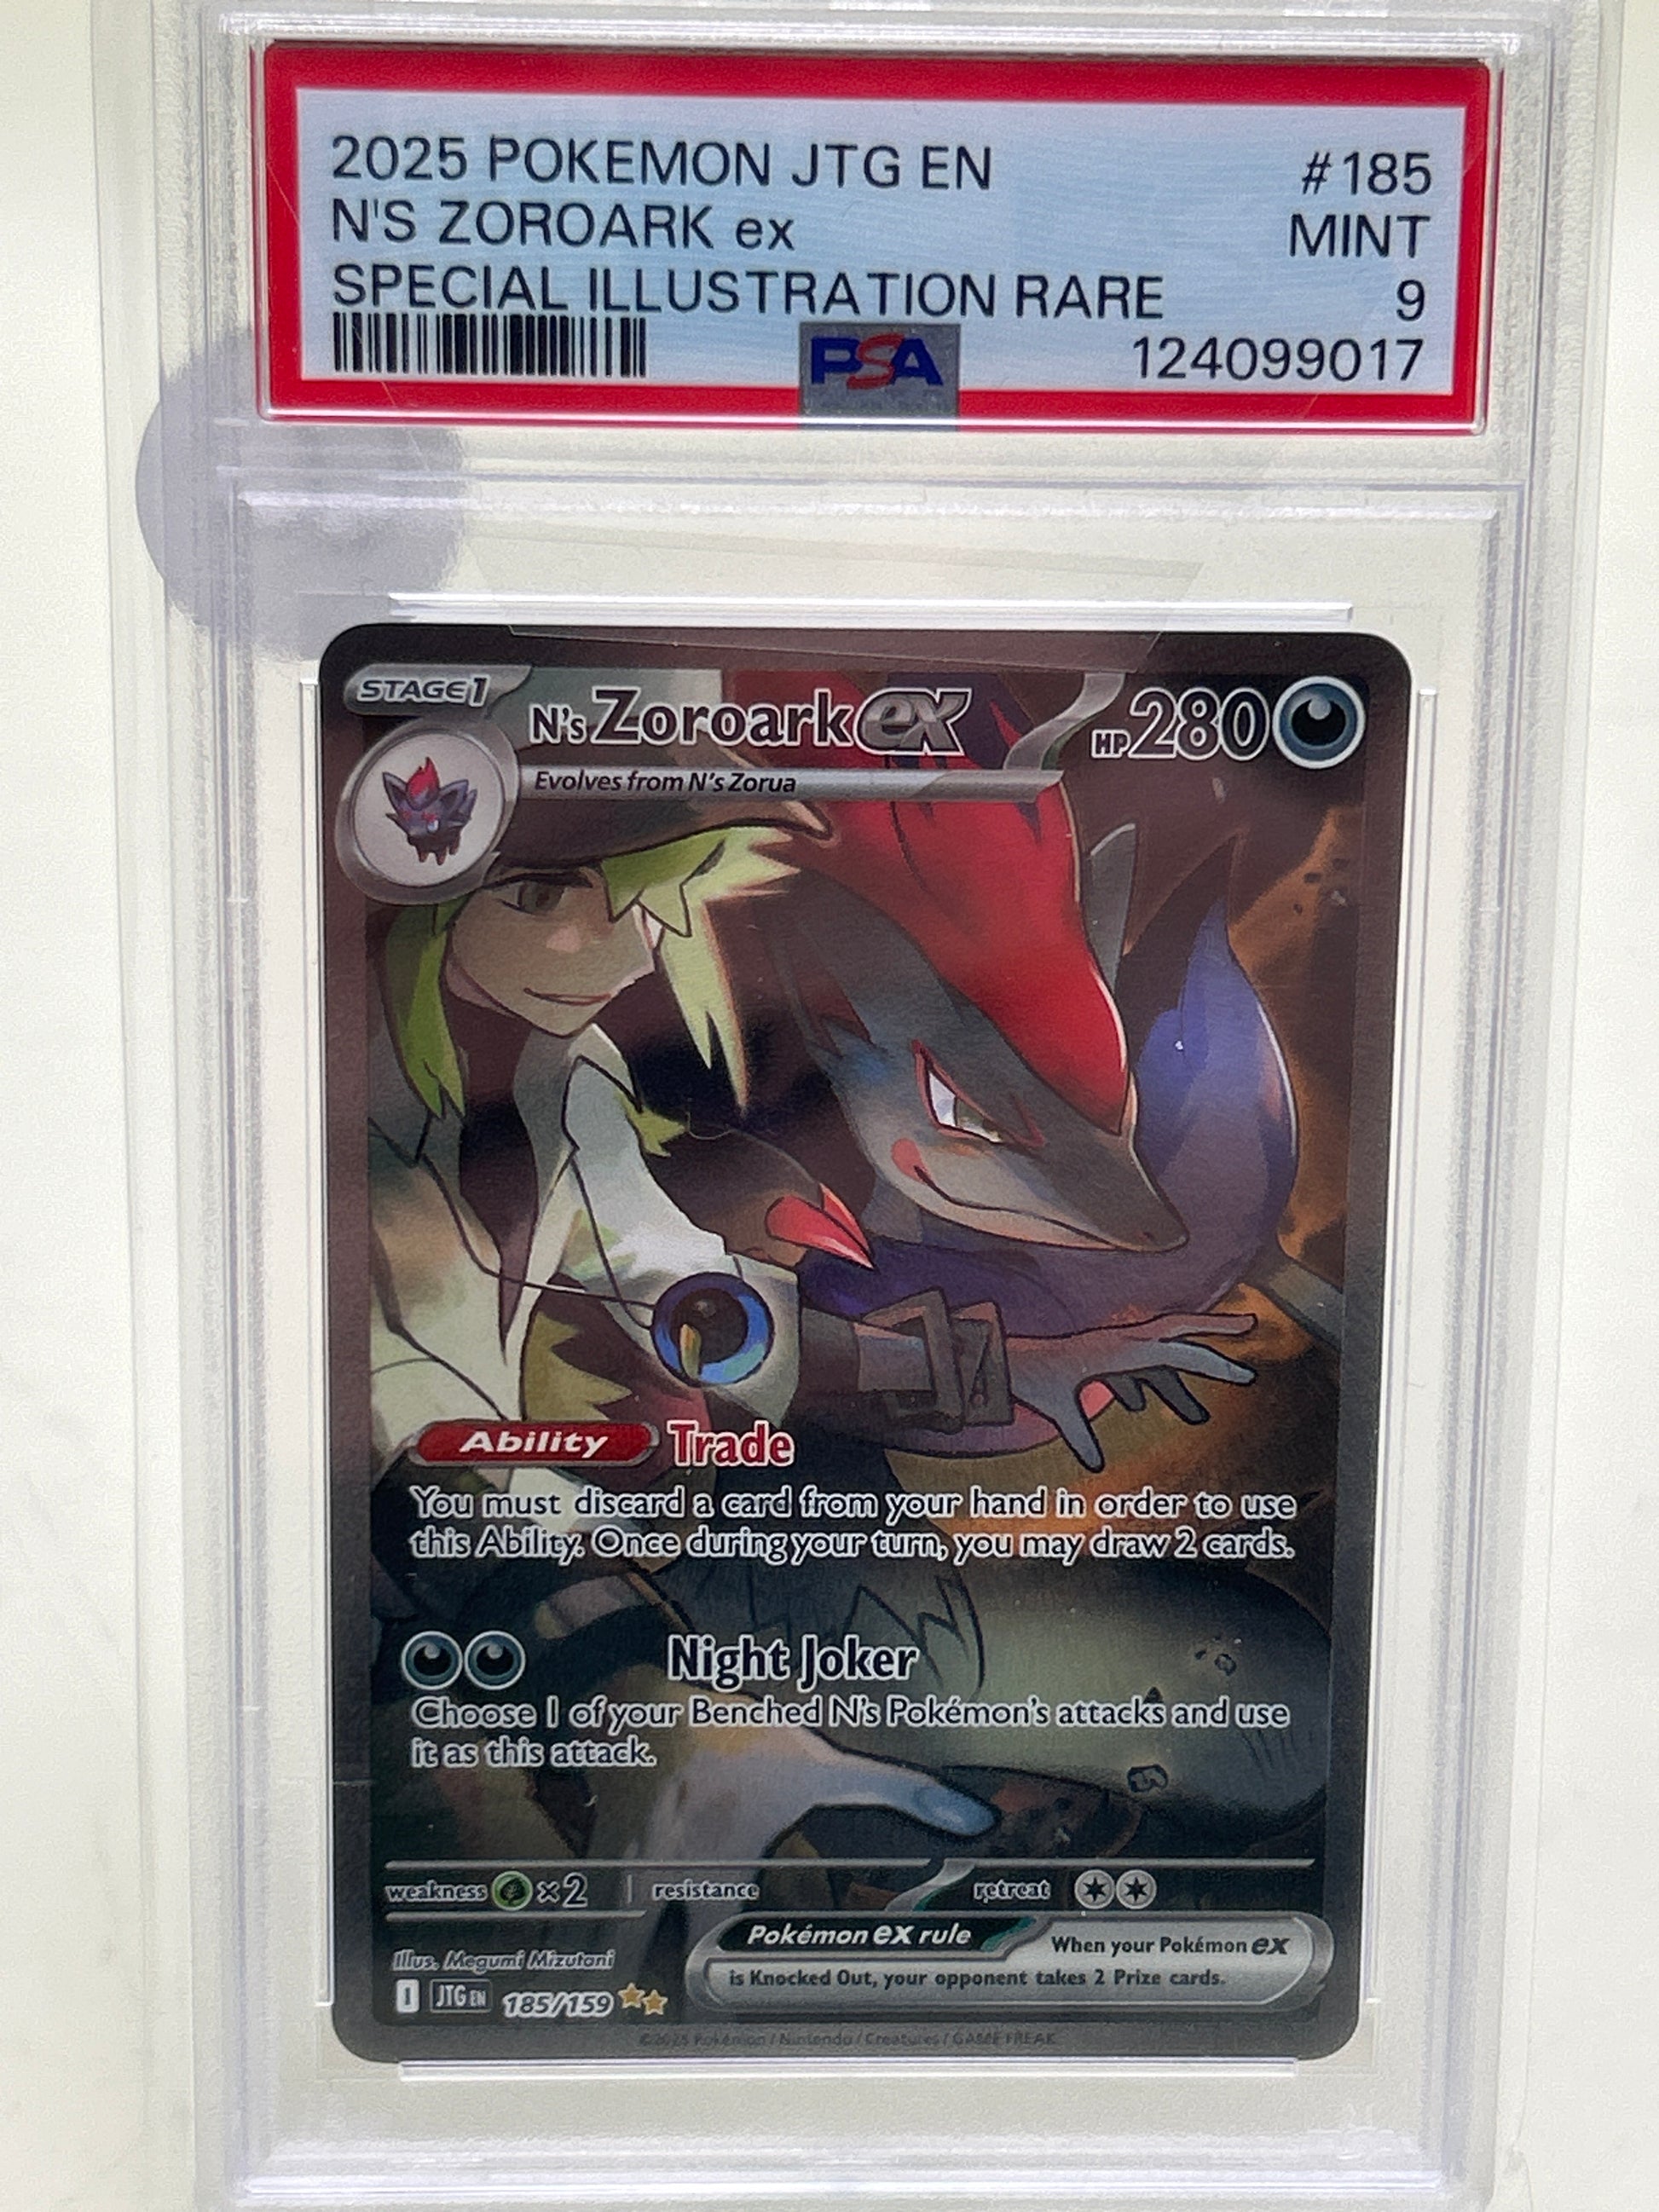 2025 POKEMON JTG EN #185
N'S ZOROARK ex MINT
SPECIAL ILLUSTRATION RARE 9
PSA 124099017
STAGE1
N's Zoroark ex HP 280
Evolves from N's Zorua
Ability Trade
You must discard a card from your hand in order to use
this Ability. Once during your turn, you may draw 2 cards.
Night Joker
Choose 1 of your Benched N's Pokémon's attacks and use
it as this attack.
weakness ×2 resistance retreat
Pokémon ex rule When your Pokémon ex
is Knocked Out, your opponent takes 2 Prize cards.
Illus. Megumi Mizutani
I JTG EN 185/159
©2025 Pokémon / Nintendo / Creatures / GAME FREAK